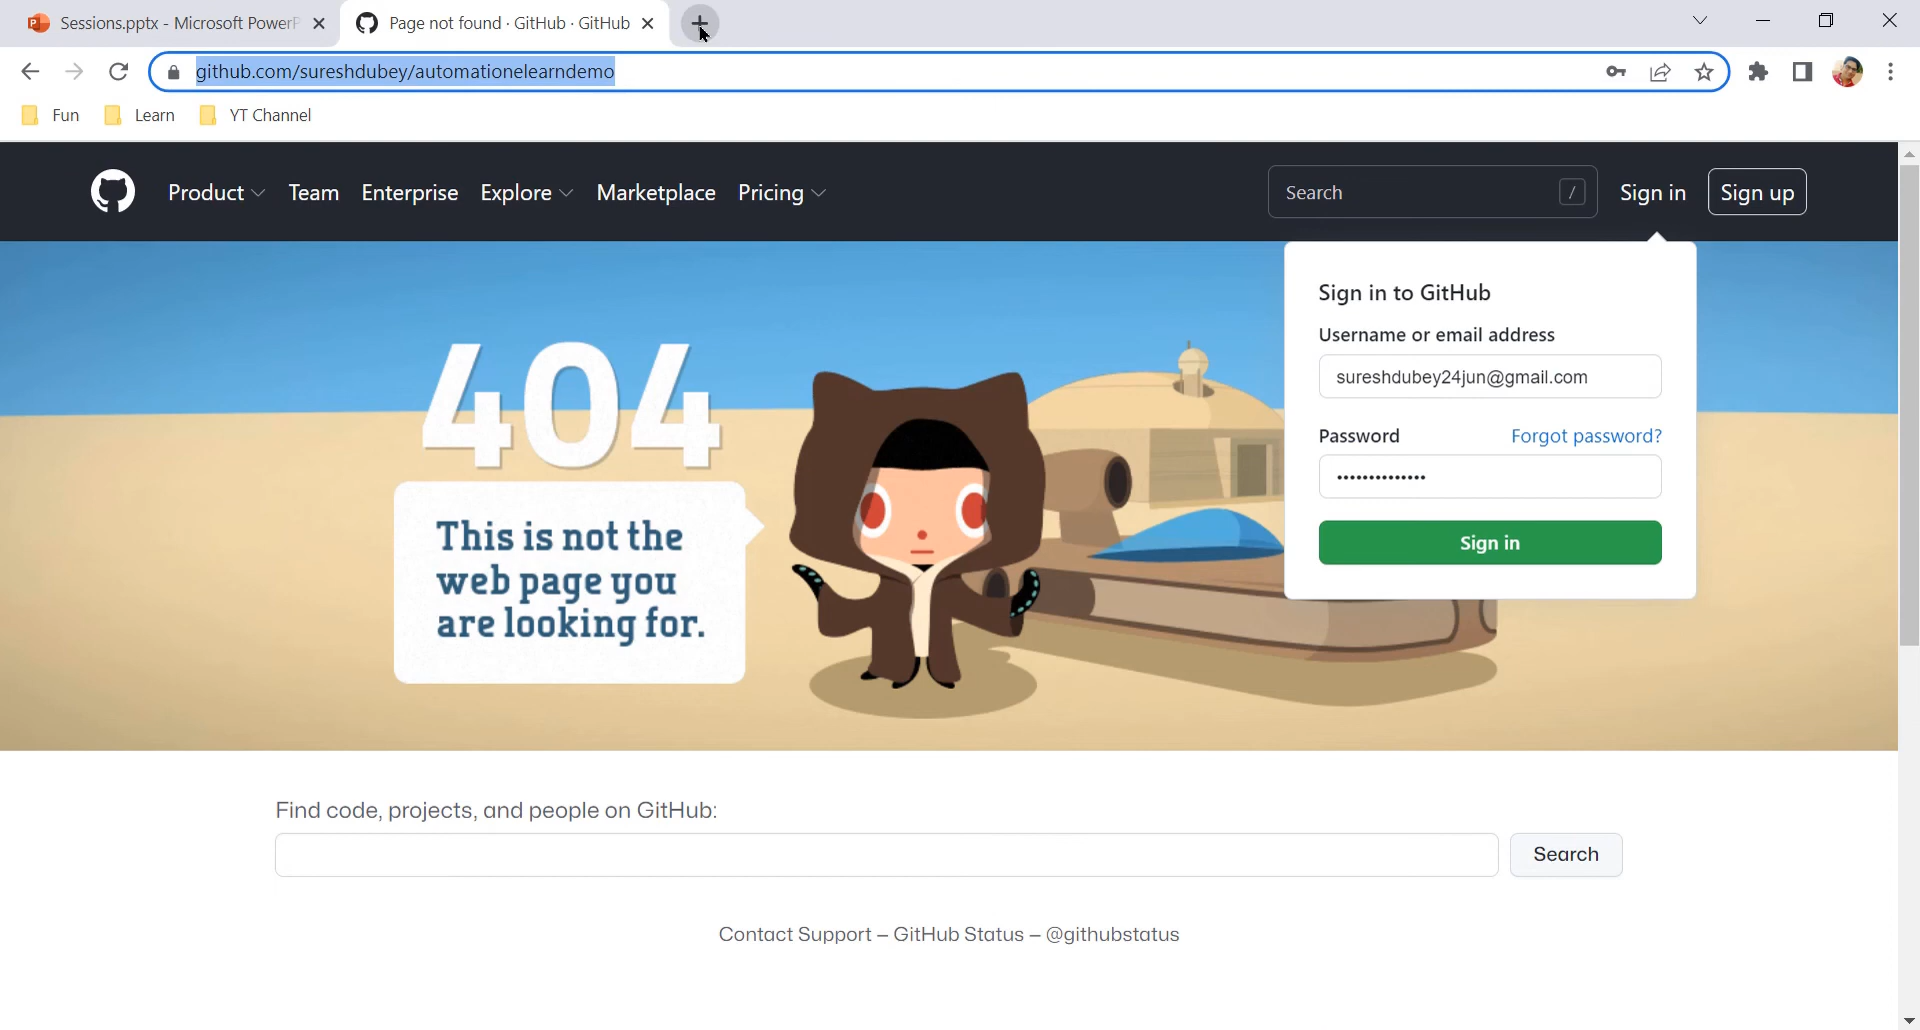 Sessions.pptx - Microsoft PowerP
Page not found · GitHub · GitHub
github.com/sureshdubey/automationelearndemo
Fun
Learn
YT Channel
Product
Team
Enterprise
Explore
Marketplace
Pricing
Search
/
Sign in
Sign up
404
This is not the
web page you
are looking for.
Sign in to GitHub
Username or email address
sureshdubey24jun@gmail.com
Password
Forgot password?
••••••••••••••
Sign in
Find code, projects, and people on GitHub:
Search
Contact Support — GitHub Status — @githubstatus